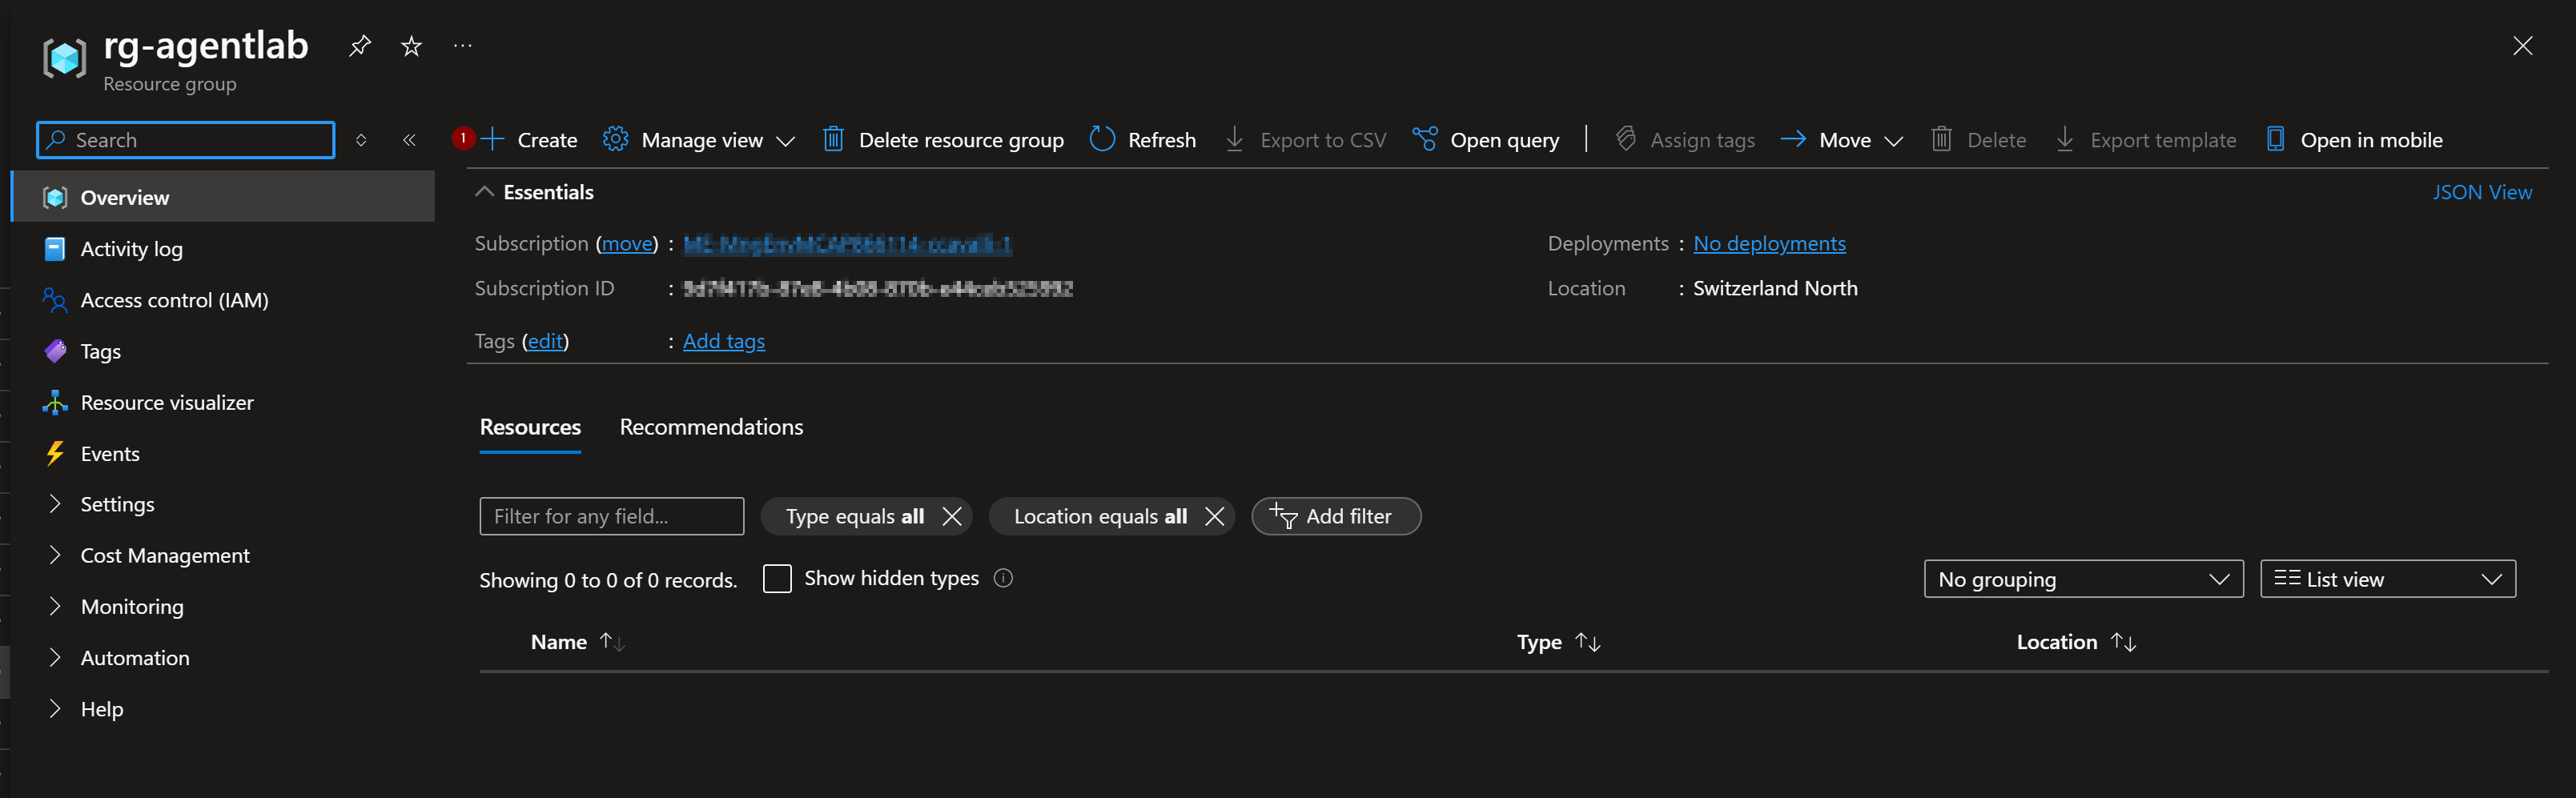 rg-agentlab
Resource group
Search
1 Create Manage view Delete resource group Refresh Export to CSV Open query Assign tags Move Delete Export template Open in mobile
Overview
Activity log
Access control (IAM)
Tags
Resource visualizer
Events
Settings
Cost Management
Monitoring
Automation
Help
Essentials JSON View
Subscription (move) : Deployments : No deployments
Subscription ID : Location : Switzerland North
Tags (edit) : Add tags
Resources Recommendations
Filter for any field... Type equals all Location equals all Add filter
Showing 0 to 0 of 0 records. Show hidden types No grouping List view
Name Type Location